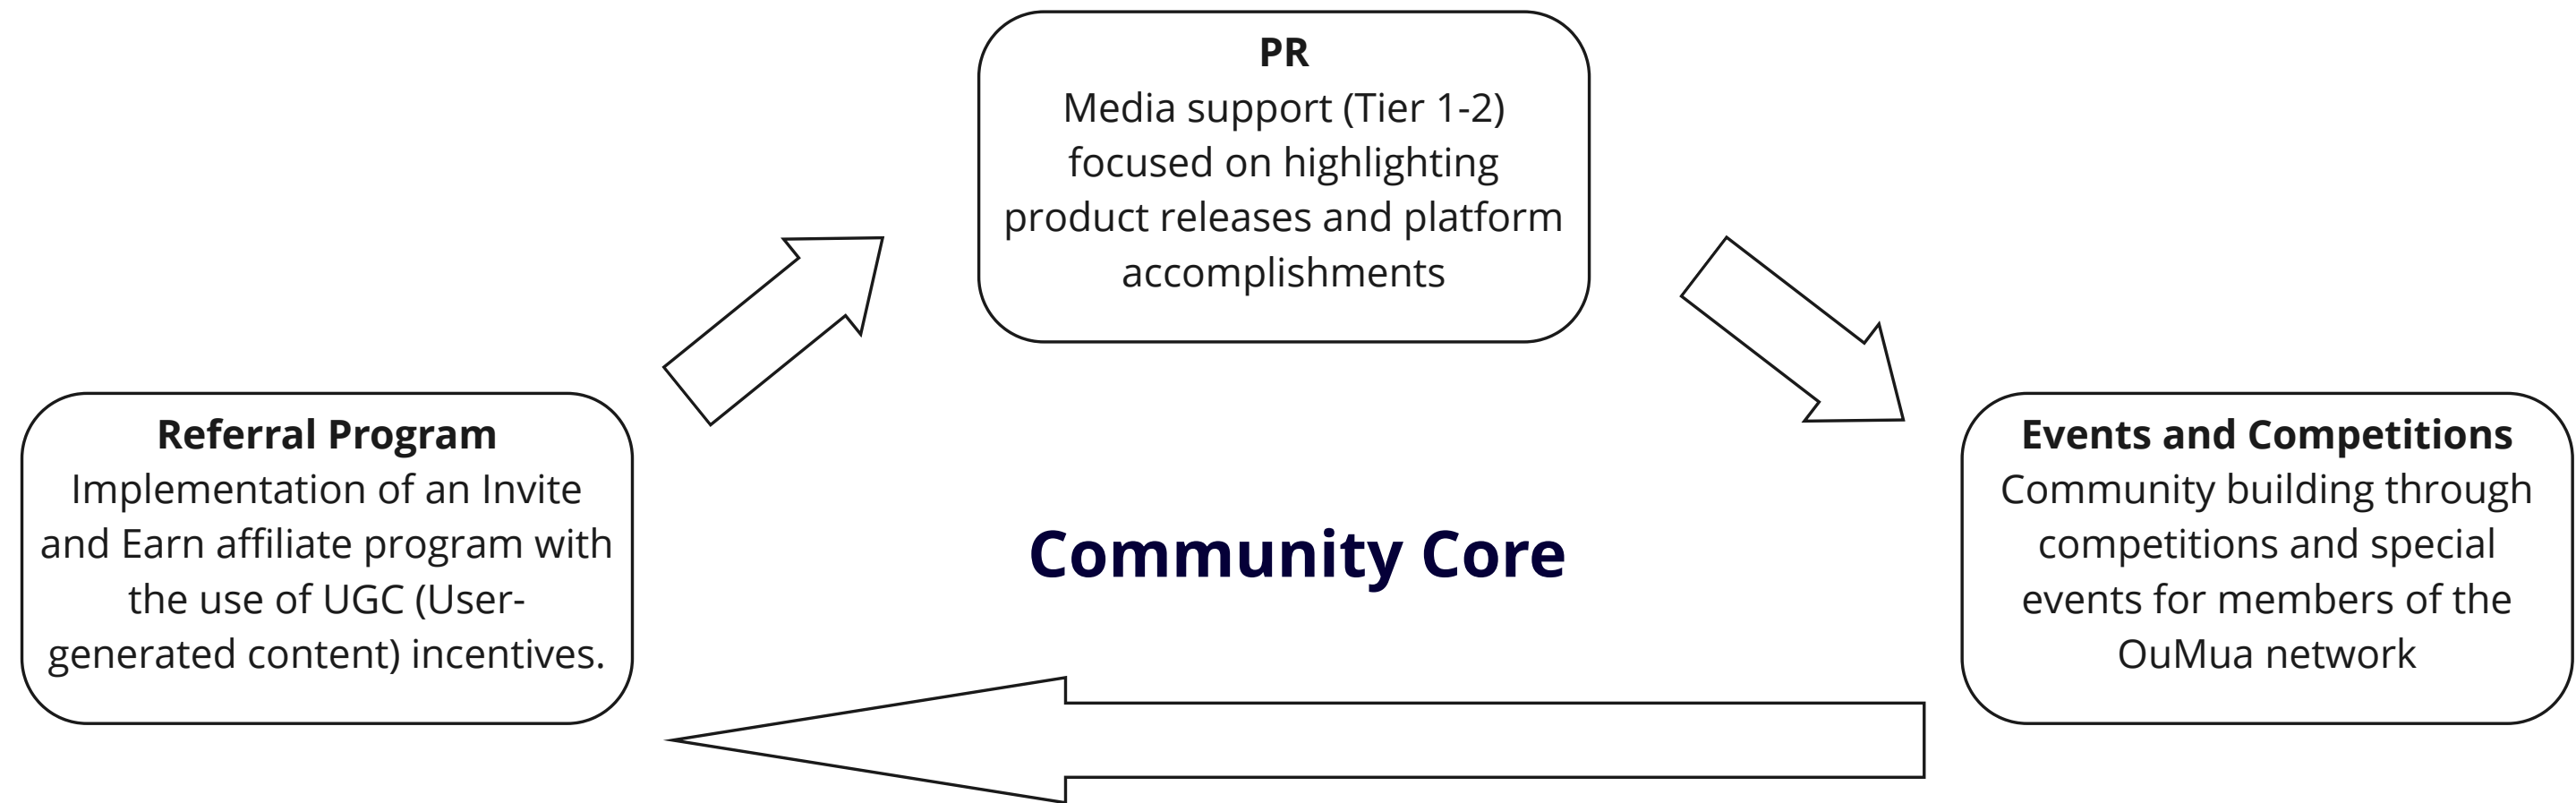 PR
Media support (Tier 1-2)
focused on highlighting
product releases and platform
accomplishments
Referral Program
Implementation of an Invite
and Earn affiliate program with
the use of UGC (User-
generated content) incentives.
Community Core
Events and Competitions
Community building through
competitions and special
events for members of the
OuMua network